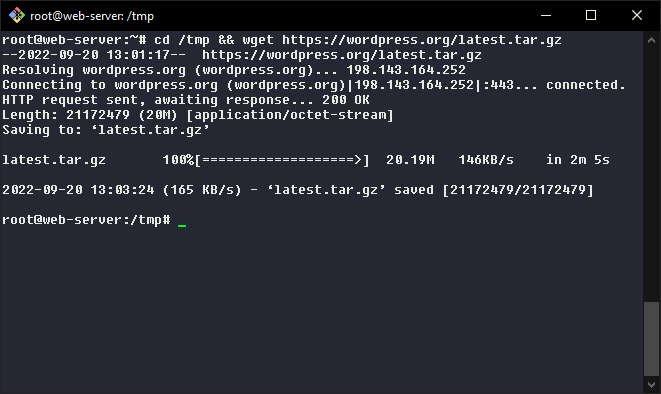 root@web-server: /tmp
root@web-server:~# cd /tmp && wget https://wordpress.org/latest.tar.gz
--2022-09-20 13:01:17--  https://wordpress.org/latest.tar.gz
Resolving wordpress.org (wordpress.org)... 198.143.164.252
Connecting to wordpress.org (wordpress.org)|198.143.164.252|:443... connected.
HTTP request sent, awaiting response... 200 OK
Length: 21172479 (20M) [application/octet-stream]
Saving to: ‘latest.tar.gz’
latest.tar.gz       100%[===================>]  20.19M   146KB/s    in 2m 5s
2022-09-20 13:03:24 (165 KB/s) - ‘latest.tar.gz’ saved [21172479/21172479]
root@web-server:/tmp#